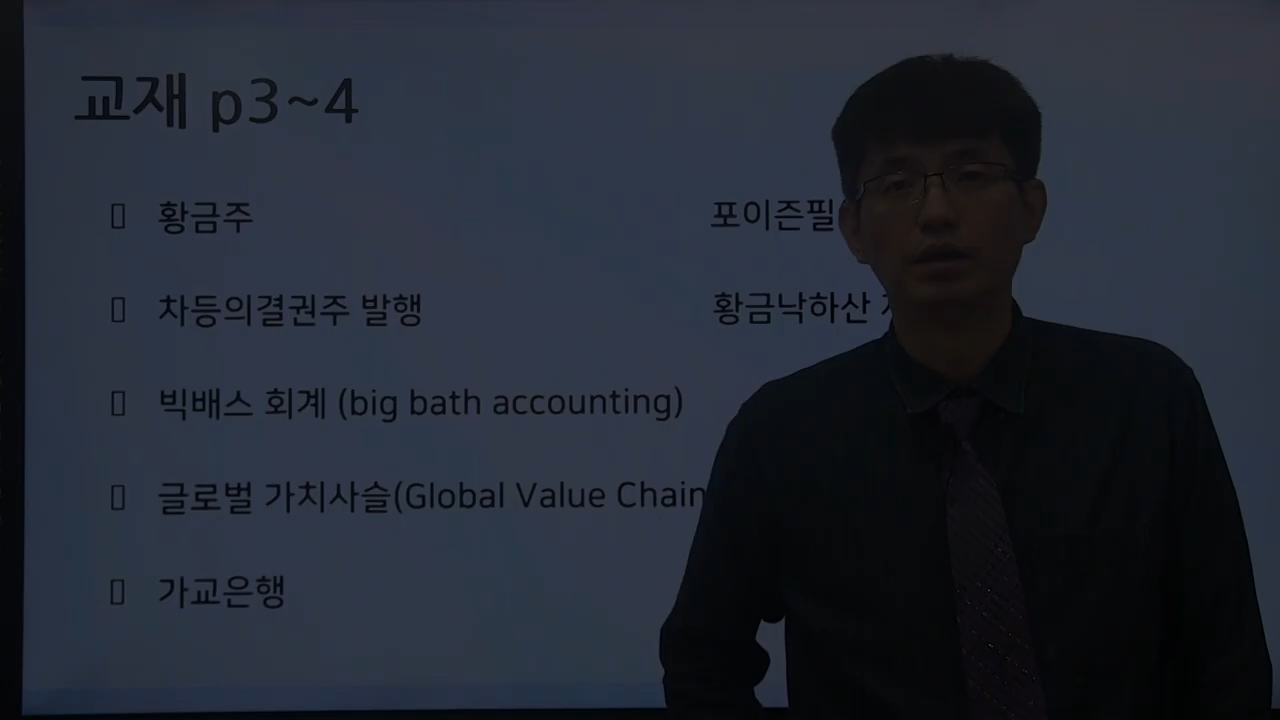 교재 p3~4
황금주 포이즌필
차등의결권주 발행 황금낙하산
빅배스 회계 (big bath accounting)
글로벌 가치사슬(Global Value Chain
가교은행